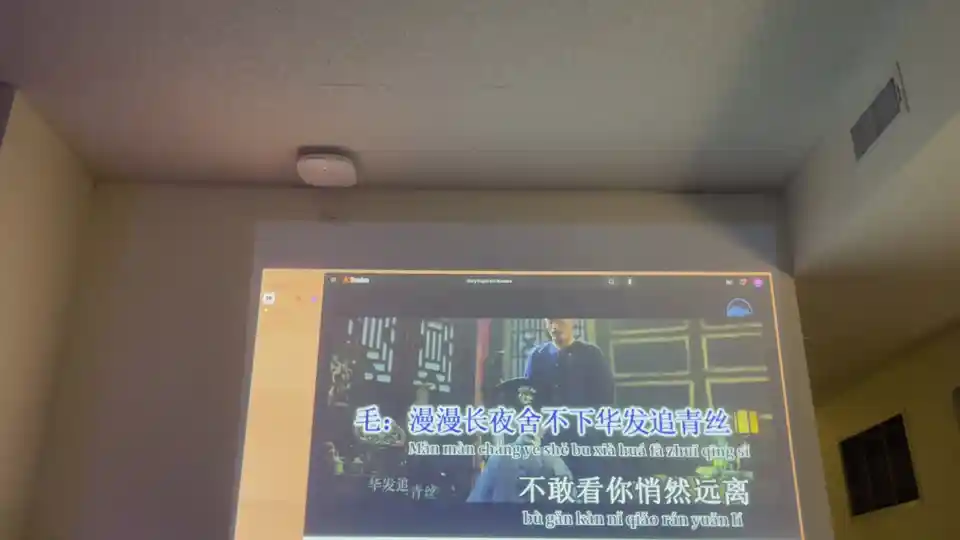 毛：漫漫长夜舍不下华发追青丝
Màn màn cháng yè shě bu xià huá fà zhuī qīng sī
华发追
青丝
不敢看你悄然远离
bù gǎn kàn nǐ qiǎo rán yuǎn lí